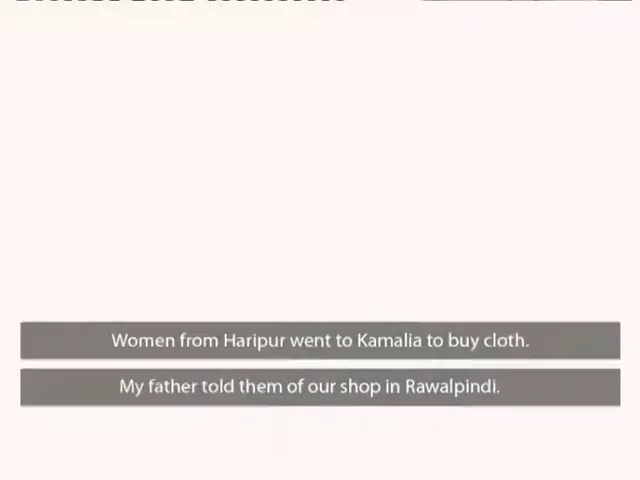 Women from Haripur went to Kamalia to buy cloth.
My father told them of our shop in Rawalpindi.